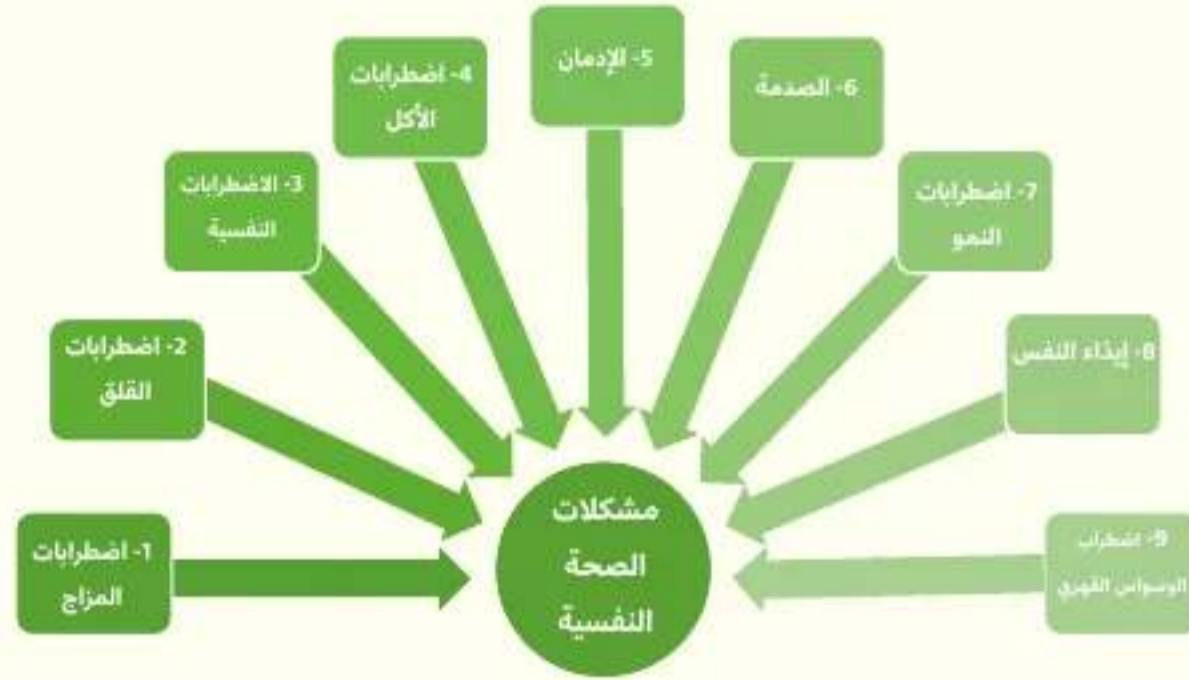 1- اضطرابات
المزاج
2- اضطرابات
القلق
3- الاضطرابات
النفسية
4- اضطرابات
الأكل
5- الإدمان
6- الصدمة
7- اضطرابات
النمو
8- إيذاء النفس
9- اضطراب
الوسواس القهري
مشكلات
الصحة
النفسية